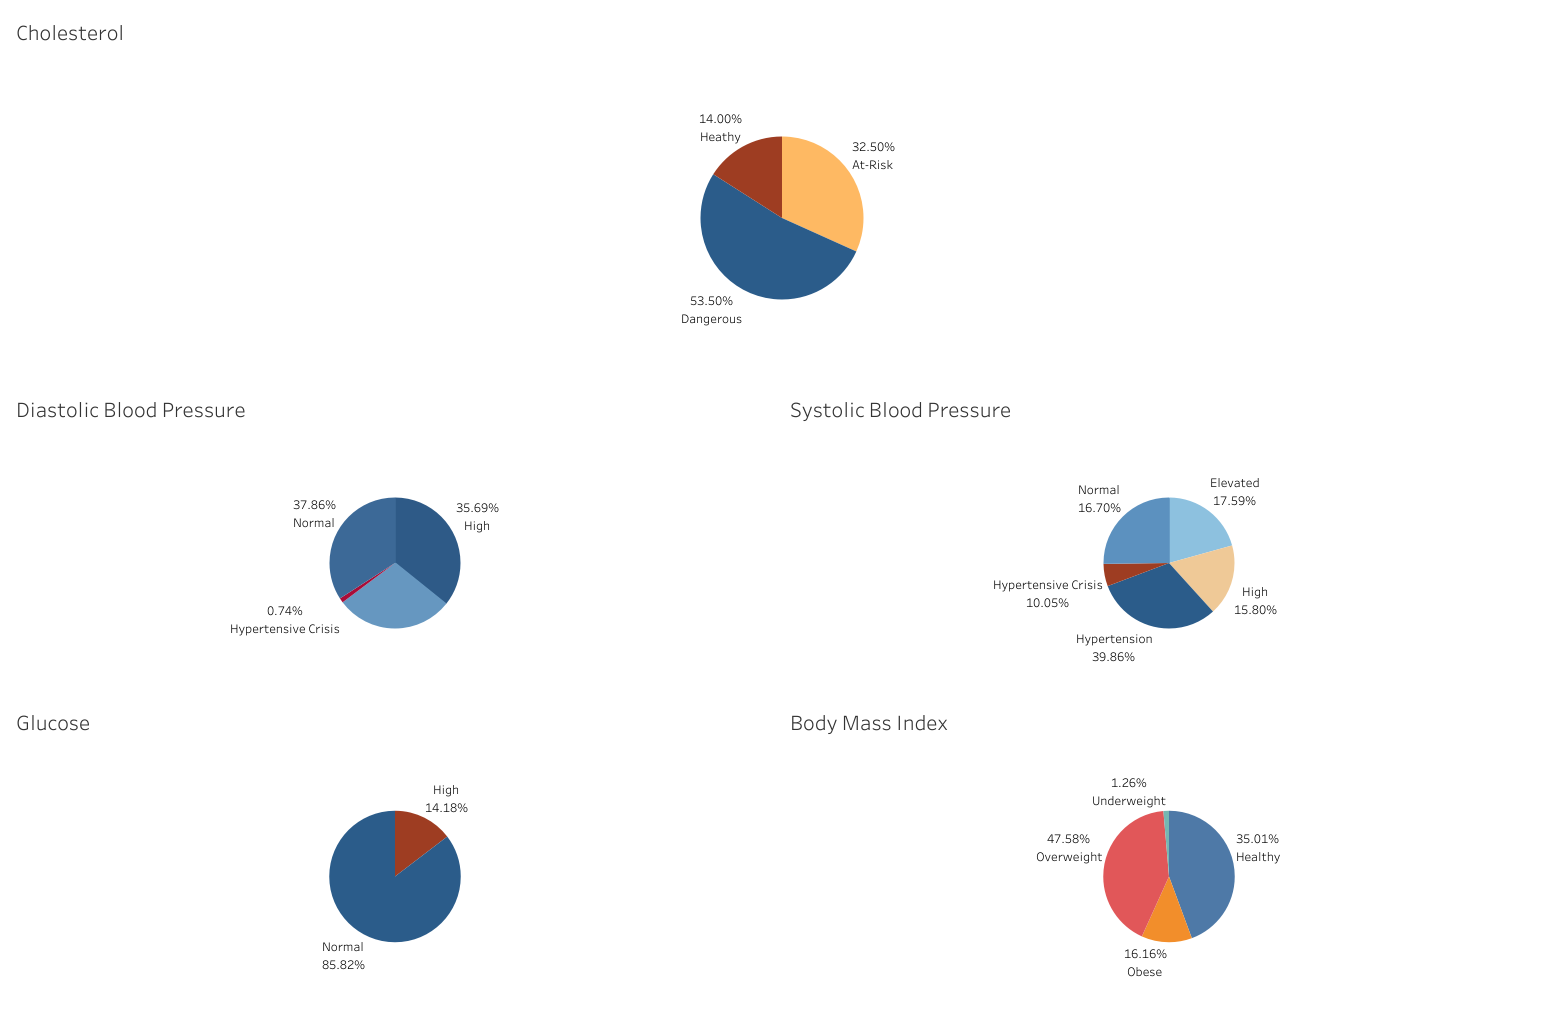 Cholesterol
14.00%
Heathy
32.50%
At-Risk
53.50%
Dangerous
Diastolic Blood Pressure
37.86%
Normal
35.69%
High
0.74%
Hypertensive Crisis
Systolic Blood Pressure
Normal
16.70%
Elevated
17.59%
Hypertensive Crisis
10.05%
High
15.80%
Hypertension
39.86%
Glucose
High
14.18%
Normal
85.82%
Body Mass Index
1.26%
Underweight
47.58%
Overweight
35.01%
Healthy
16.16%
Obese